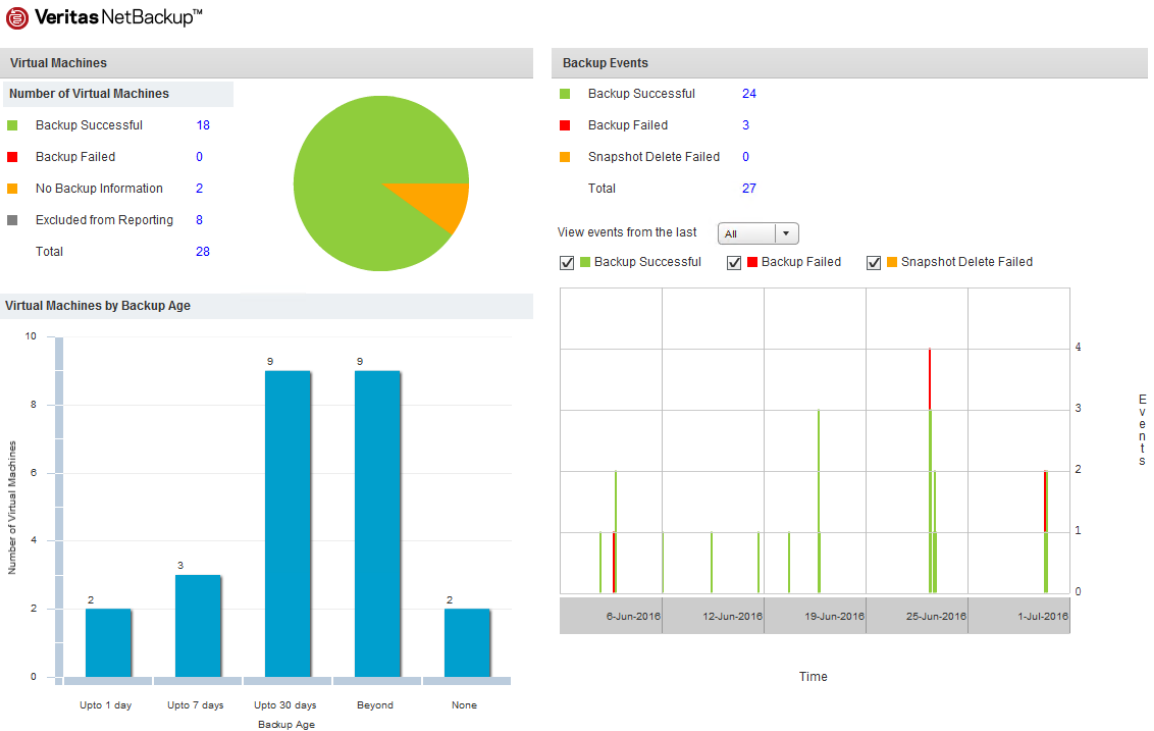 Veritas NetBackup™
Virtual Machines
Number of Virtual Machines
Backup Successful 18
Backup Failed 0
No Backup Information 2
Excluded from Reporting 8
Total 28
Virtual Machines by Backup Age
10
8
6
4
2
0
Number of Virtual Machines
2
3
9
9
2
Upto 1 day Upto 7 days Upto 30 days Beyond None
Backup Age
Backup Events
Backup Successful 24
Backup Failed 3
Snapshot Delete Failed 0
Total 27
View events from the last All
Backup Successful Backup Failed Snapshot Delete Failed
4
3
2
1
0
Events
6-Jun-2016 12-Jun-2016 19-Jun-2016 25-Jun-2016 1-Jul-2016
Time